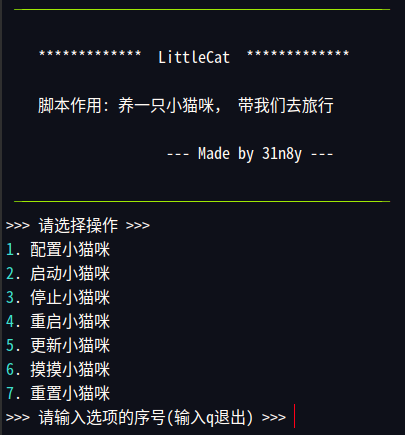 ************* LittleCat *************
脚本作用: 养一只小猫咪, 带我们去旅行
--- Made by 31n8y ---
>>> 请选择操作 >>>
1. 配置小猫咪
2. 启动小猫咪
3. 停止小猫咪
4. 重启小猫咪
5. 更新小猫咪
6. 摸摸小猫咪
7. 重置小猫咪
>>> 请输入选项的序号(输入q退出) >>>